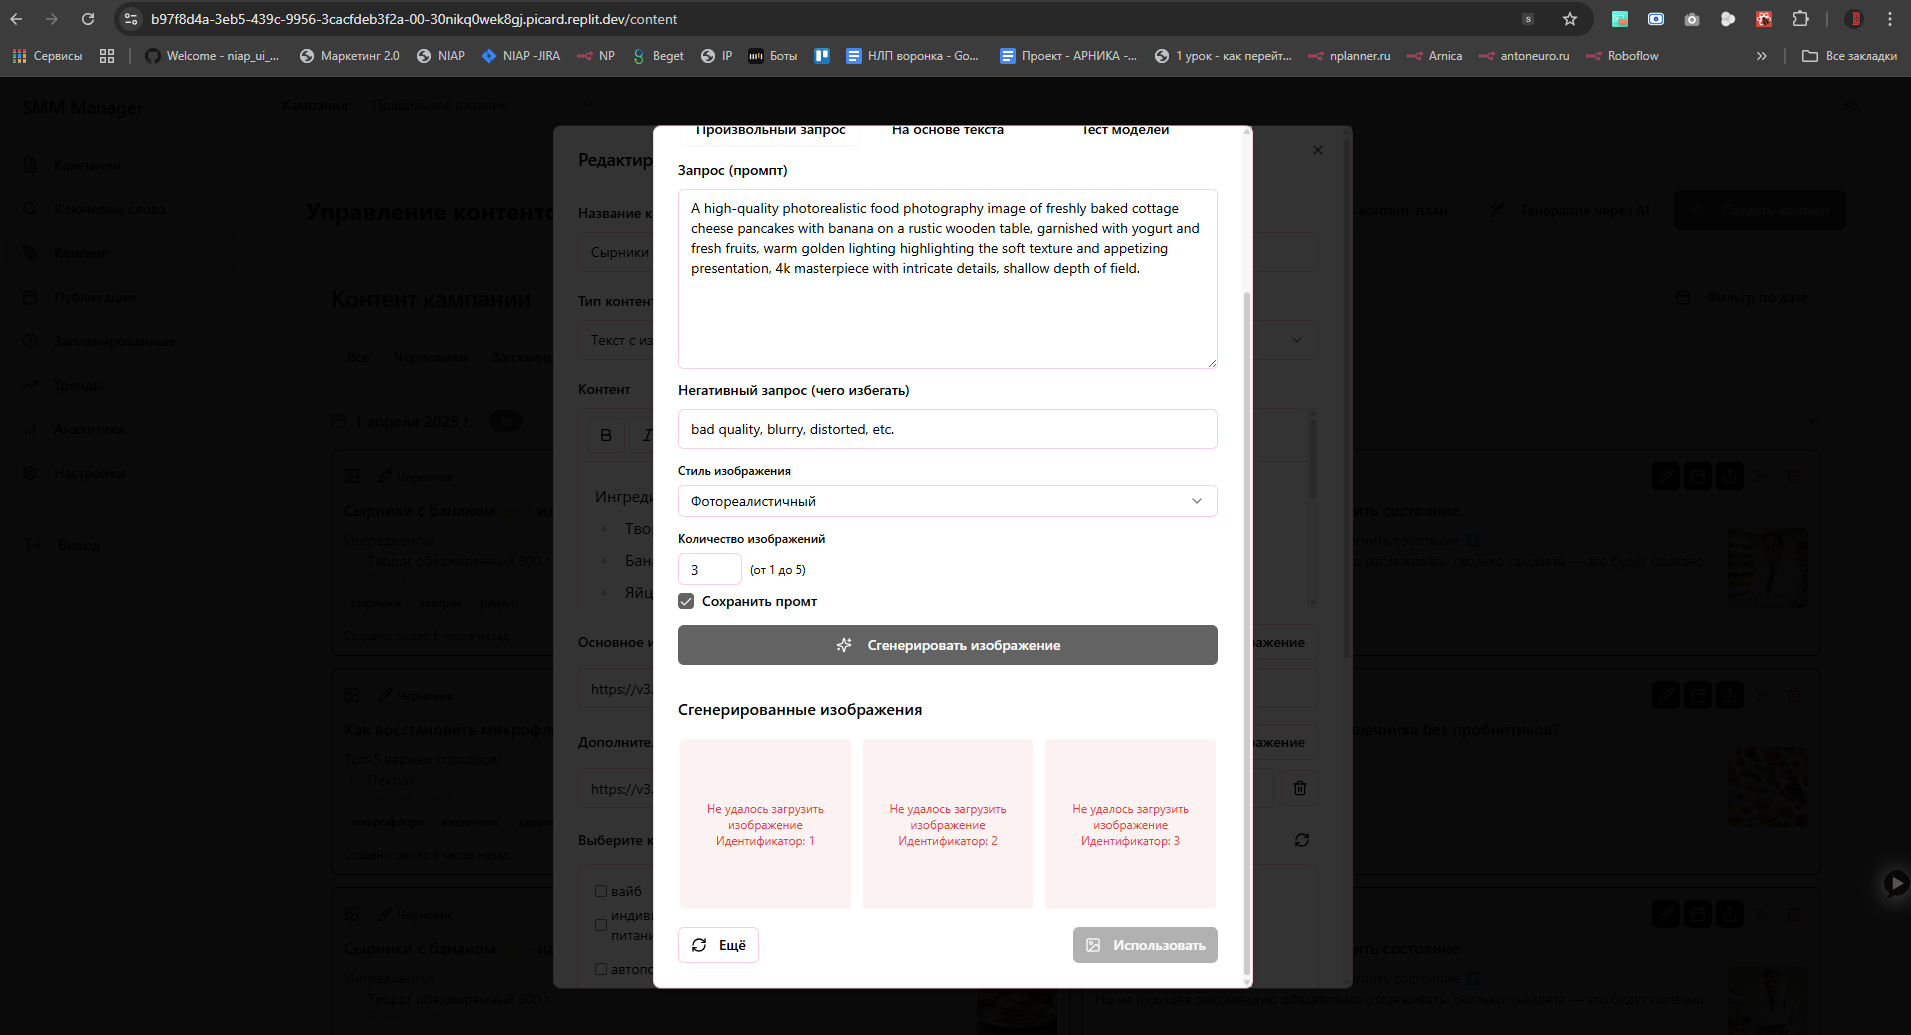 b97f8d4a-3eb5-439c-9956-3cacfdeb3f2a-00-30nikq0wek8gj.picard.replit.dev/content
Сервисы
Welcome - niap_ui_...
Маркетинг 2.0
NIAP
NIAP -JIRA
NP
Beget
IP
Боты
НЛП воронка - Go...
Проект - АРНИКА -...
1 урок - как перейт...
nplanner.ru
Arnica
antoneuro.ru
Roboflow
Все закладки
SMM Manager
Кампания:
Правильное питание
Кампании
Ключевые слова
Контент
Публикации
Запланированные
Тренды
Аналитика
Настройки
Выход
Управление контенто
контент-план
Генерация через AI
Создать контент
Контент кампании
Фильтр по дате
Все
Черновики
Запланир
1 апреля 2025 г.
Черновик
Сырники с бананом
- ид
Ингредиенты:
Творог обезжиренный 300 г
сырники
завтрак
рецепт
Создано: около 6 часов назад
ить состояние
гчить состояние
о отслеживать, сколько съедаете — это будет полезно
Черновик
Как восстановить микрофл
шечника без пробиотиков?
Топ-5 верных способов!
Пектин
микрофлора
кишечник
здоро
Создано: около 6 часов назад
Черновик
Сырники с бананом
- ид
Ингредиенты:
Творог обезжиренный 300 г
ить состояние
гчить состояние
Но на будущее рекомендую обязательно отслеживать, сколько съедаете — это будет полезно
Редактир
Название к
Сырники
Тип контен
Текст с из
Контент
B
I
Ингреди
Тво
Бана
Яйц
Основное и
ажение
https://v3.
Дополните
ажение
https://v3.
Выберите к
вайб
индиви
питани
автопо
Произвольный запрос
На основе текста
Тест моделей
Запрос (промпт)
A high-quality photorealistic food photography image of freshly baked cottage
cheese pancakes with banana on a rustic wooden table, garnished with yogurt and
fresh fruits, warm golden lighting highlighting the soft texture and appetizing
presentation, 4k masterpiece with intricate details, shallow depth of field.
Негативный запрос (чего избегать)
bad quality, blurry, distorted, etc.
Стиль изображения
Фотореалистичный
Количество изображений
3
(от 1 до 5)
Сохранить промт
Сгенерировать изображение
Сгенерированные изображения
Не удалось загрузить
изображение
Идентификатор: 1
Не удалось загрузить
изображение
Идентификатор: 2
Не удалось загрузить
изображение
Идентификатор: 3
Ещё
Использовать